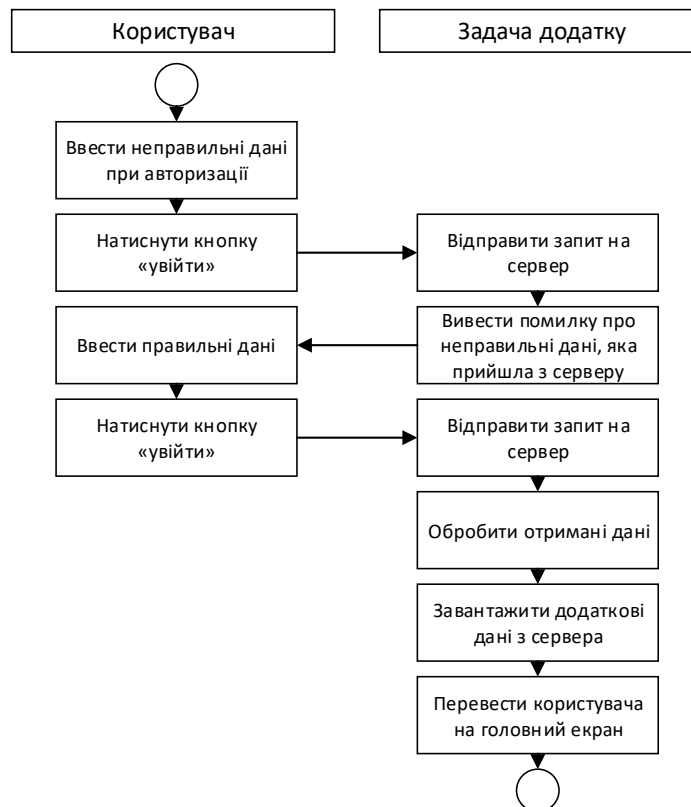 Користувач
Задача додатку
Ввести неправильні дані
при авторизації
Натиснути кнопку
«увійти»
Відправити запит на
сервер
Вивести помилку про
неправильні дані, яка
прийшла з серверу
Ввести правильні дані
Натиснути кнопку
«увійти»
Відправити запит на
сервер
Обробити отримані дані
Завантажити додаткові
дані з сервера
Перевести користувача
на головний екран